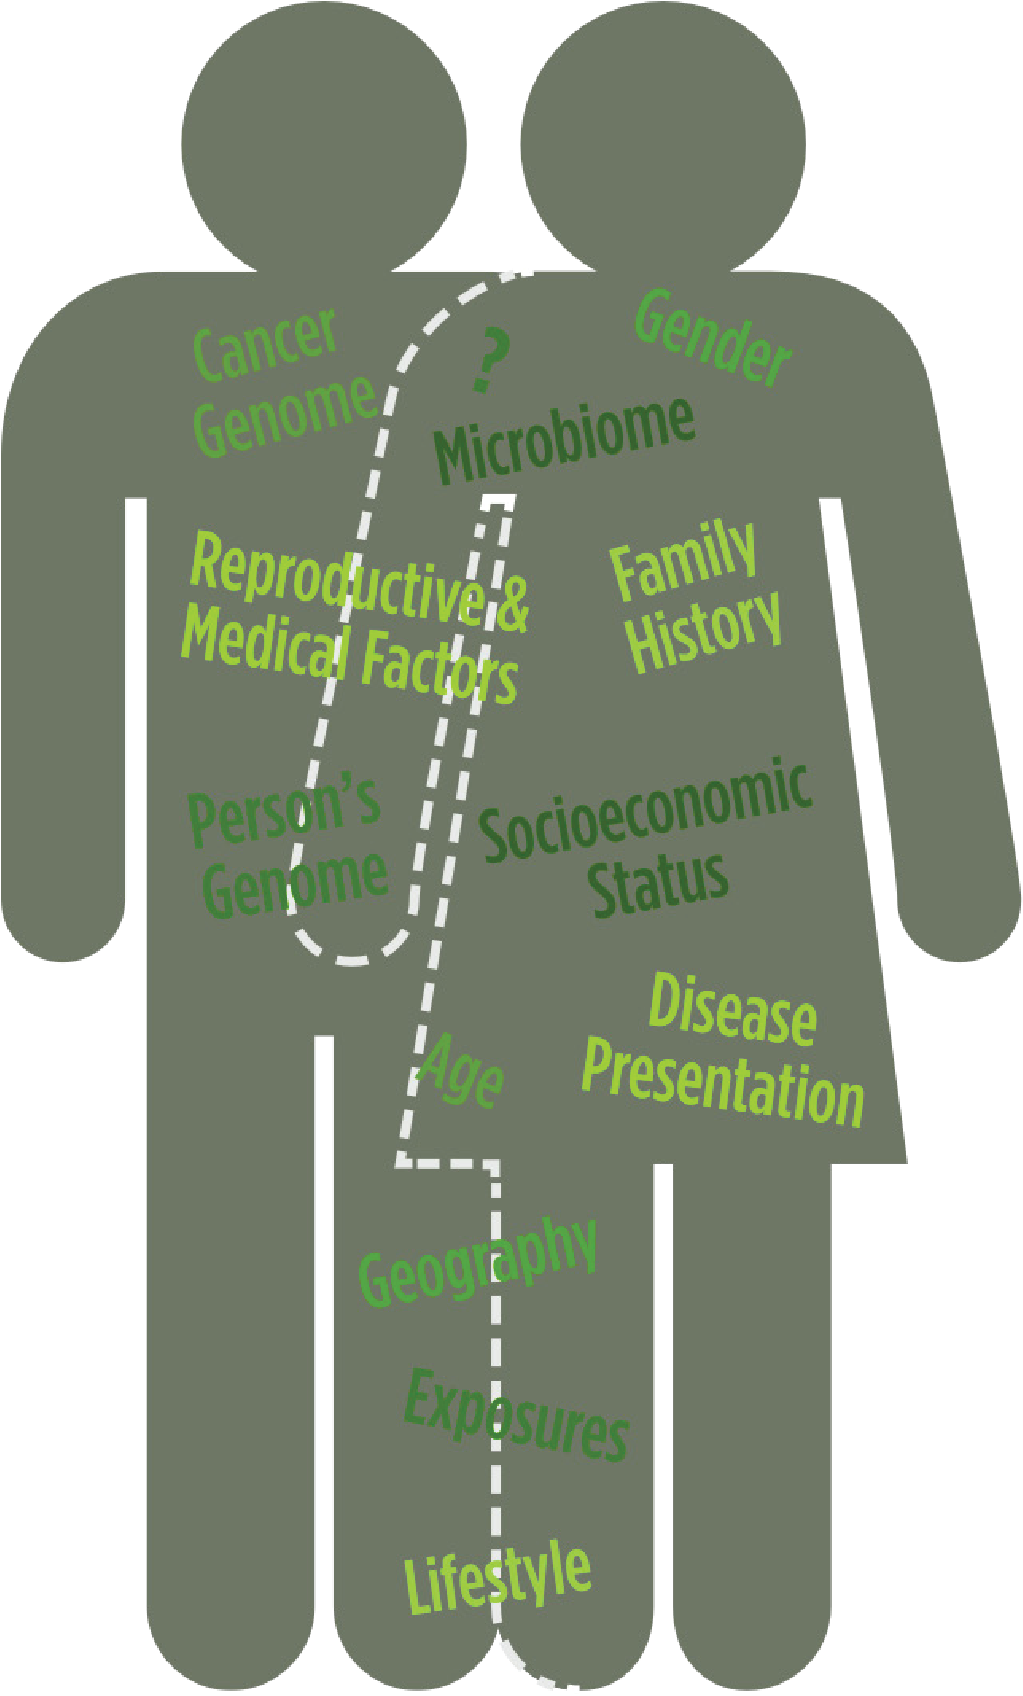 Cancer
Genome
?
Gender
Microbiome
Reproductive &
Medical Factors
Family
History
Person's
Genome
Socioeconomic
Status
Disease
Presentation
Age
Geography
Exposures
Lifestyle